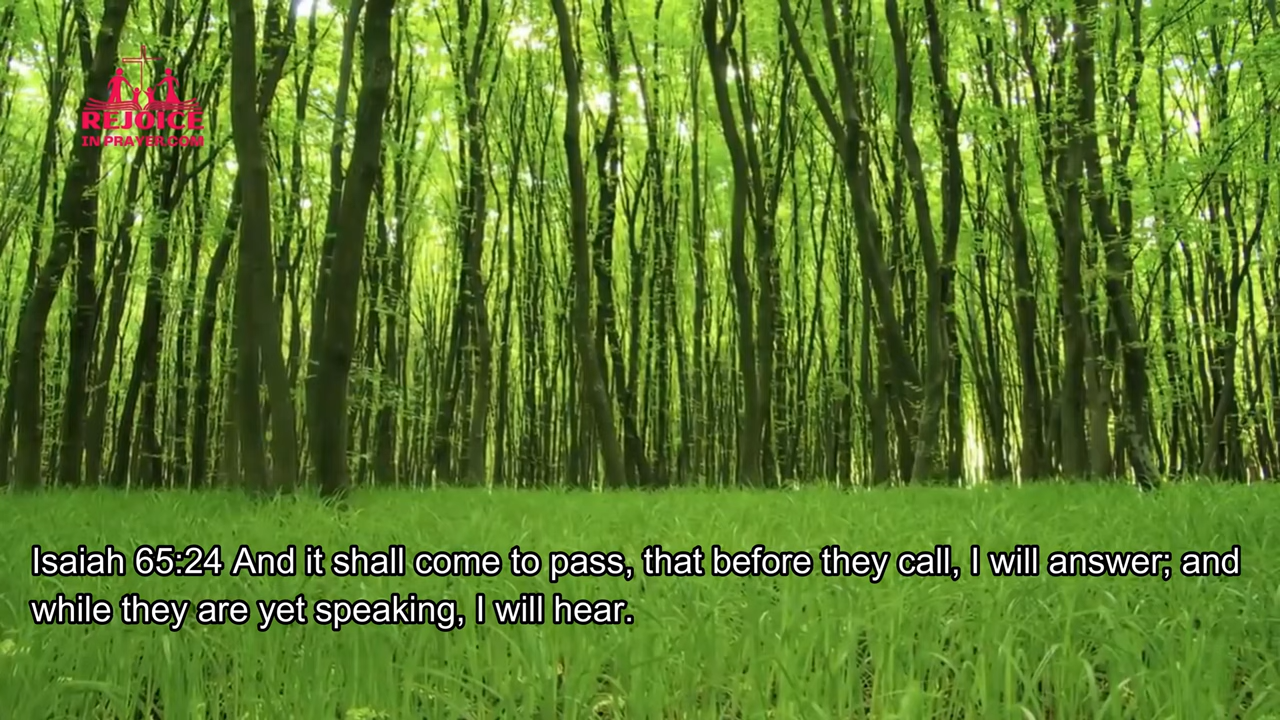 REJOICE
IN PRAYER.COM
Isaiah 65:24 And it shall come to pass, that before they call, I will answer; and
while they are yet speaking, I will hear.